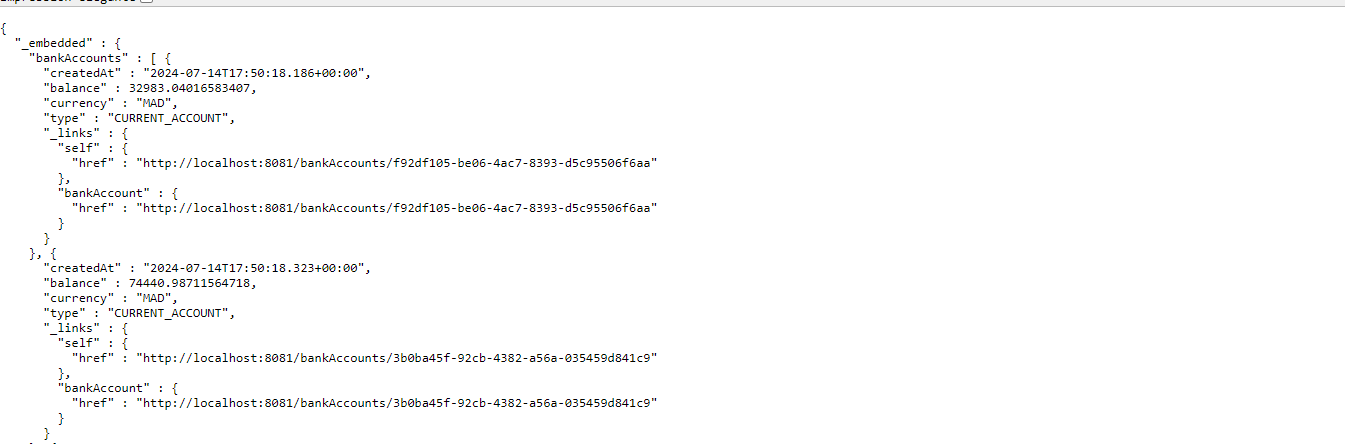 {
  "_embedded" : {
    "bankAccounts" : [ {
      "createdAt" : "2024-07-14T17:50:18.186+00:00",
      "balance" : 32983.04016583407,
      "currency" : "MAD",
      "type" : "CURRENT_ACCOUNT",
      "_links" : {
        "self" : {
          "href" : "http://localhost:8081/bankAccounts/f92df105-be06-4ac7-8393-d5c95506f6aa"
        },
        "bankAccount" : {
          "href" : "http://localhost:8081/bankAccounts/f92df105-be06-4ac7-8393-d5c95506f6aa"
        }
      }
    }, {
      "createdAt" : "2024-07-14T17:50:18.323+00:00",
      "balance" : 74440.98711564718,
      "currency" : "MAD",
      "type" : "CURRENT_ACCOUNT",
      "_links" : {
        "self" : {
          "href" : "http://localhost:8081/bankAccounts/3b0ba45f-92cb-4382-a56a-035459d841c9"
        },
        "bankAccount" : {
          "href" : "http://localhost:8081/bankAccounts/3b0ba45f-92cb-4382-a56a-035459d841c9"
        }
      }